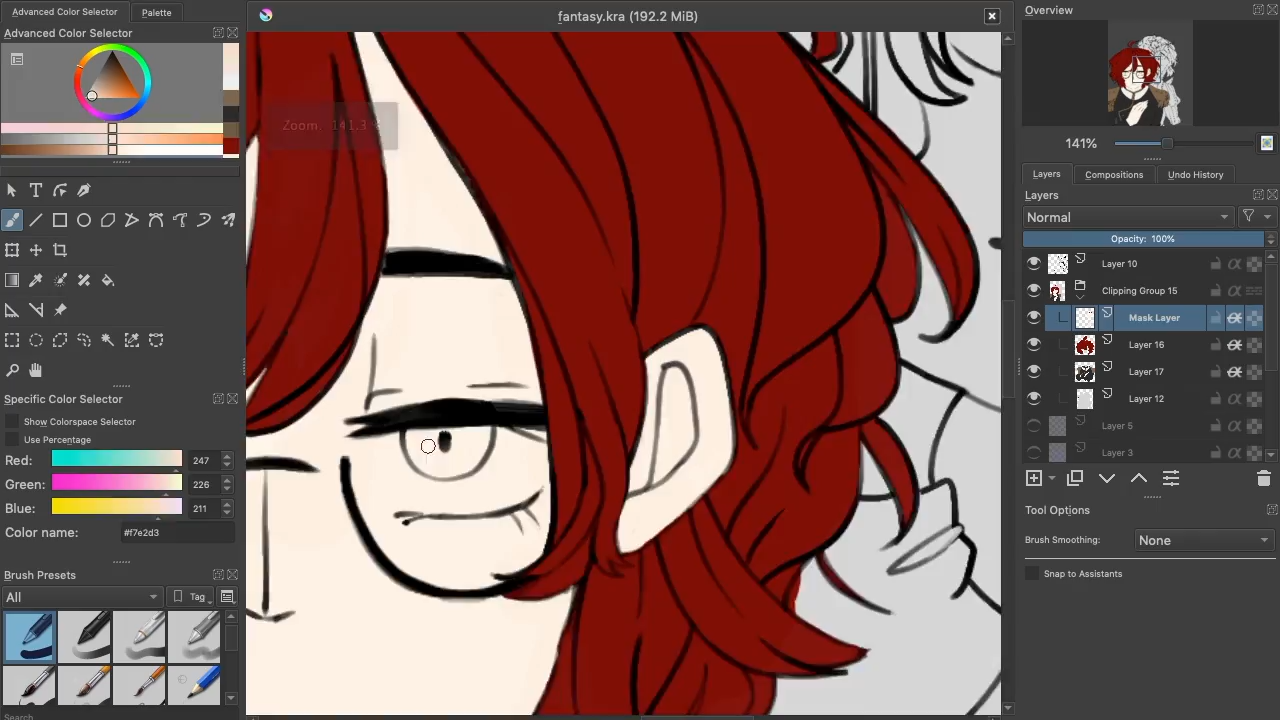 Advanced Color Selector
Palette
Advanced Color Selector
Specific Color Selector
Show Colorspace Selector
Use Percentage
Red: 247
Green: 226
Blue: 211
Color name: #f7e2d3
Brush Presets
All
Tag
Search
fantasy.kra (192.2 MiB)
Zoom: 141.3 %
Overview
141%
Layers
Compositions
Undo History
Layers
Normal
Opacity: 100%
Layer 10
Clipping Group 15
Mask Layer
Layer 16
Layer 17
Layer 12
Layer 5
Layer 3
Tool Options
Brush Smoothing: None
Snap to Assistants